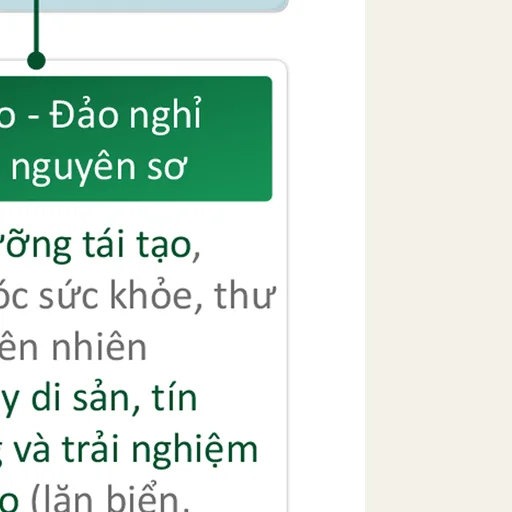 o - Đảo nghỉ
nguyên sơ
ưỡng tái tạo,
óc sức khỏe, thư
ên nhiên
y di sản, tín
g và trải nghiệm
o (lặn biển,